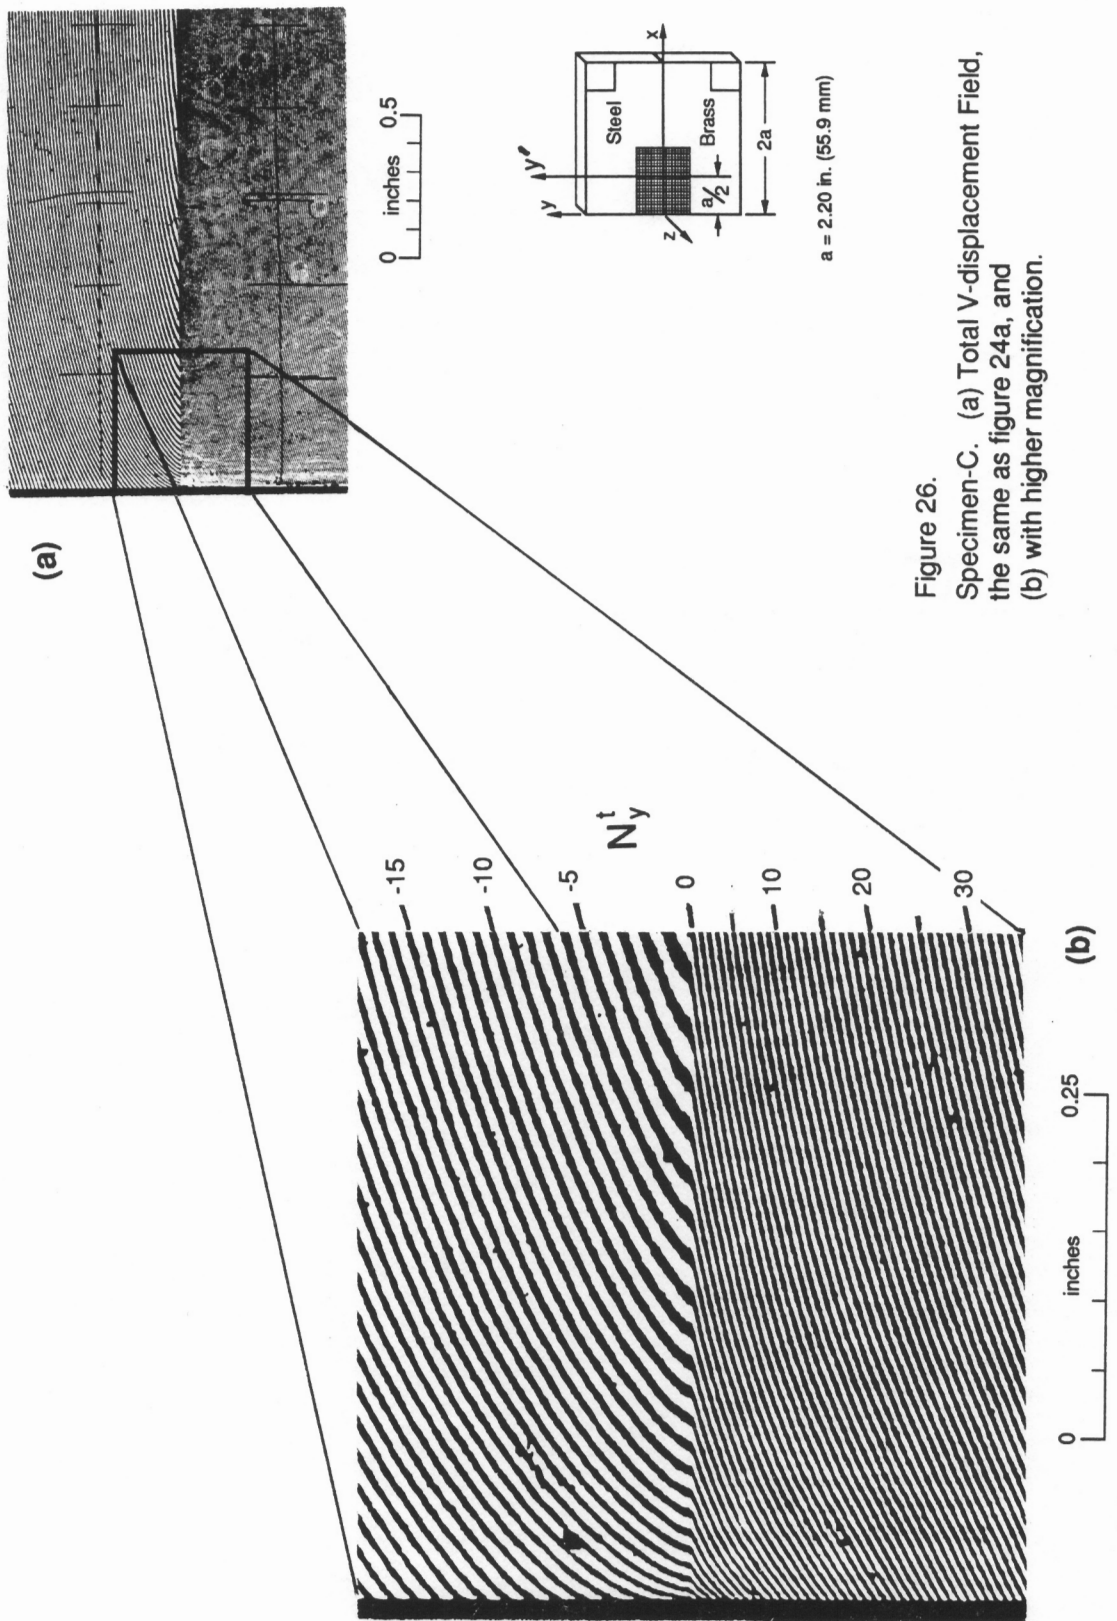 (a)
0 0.5
inches
y
y'
x
z
Steel
Brass
a/2
2a
a = 2.20 in. (55.9 mm)
-15
-10
-5
0
10
20
30
N_y^t
(b)
0 0.25
inches
Figure 26.
Specimen-C. (a) Total V-displacement Field,
the same as figure 24a, and
(b) with higher magnification.